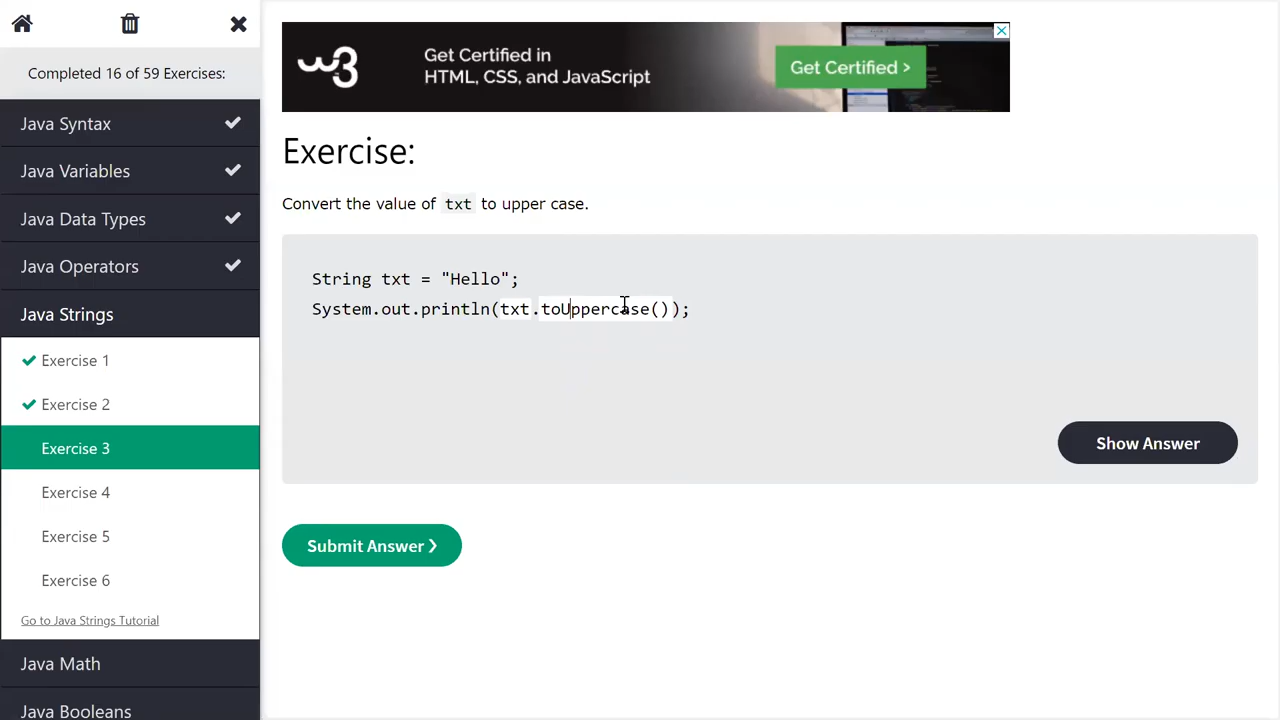 Completed 16 of 59 Exercises:
Java Syntax
Java Variables
Java Data Types
Java Operators
Java Strings
Exercise 1
Exercise 2
Exercise 3
Exercise 4
Exercise 5
Exercise 6
Go to Java Strings Tutorial
Java Math
Java Booleans
w3
Get Certified in
HTML, CSS, and JavaScript
Get Certified >
Exercise:
Convert the value of txt to upper case.
String txt = "Hello";
System.out.println(txt.toUppercase());
Show Answer
Submit Answer ❯